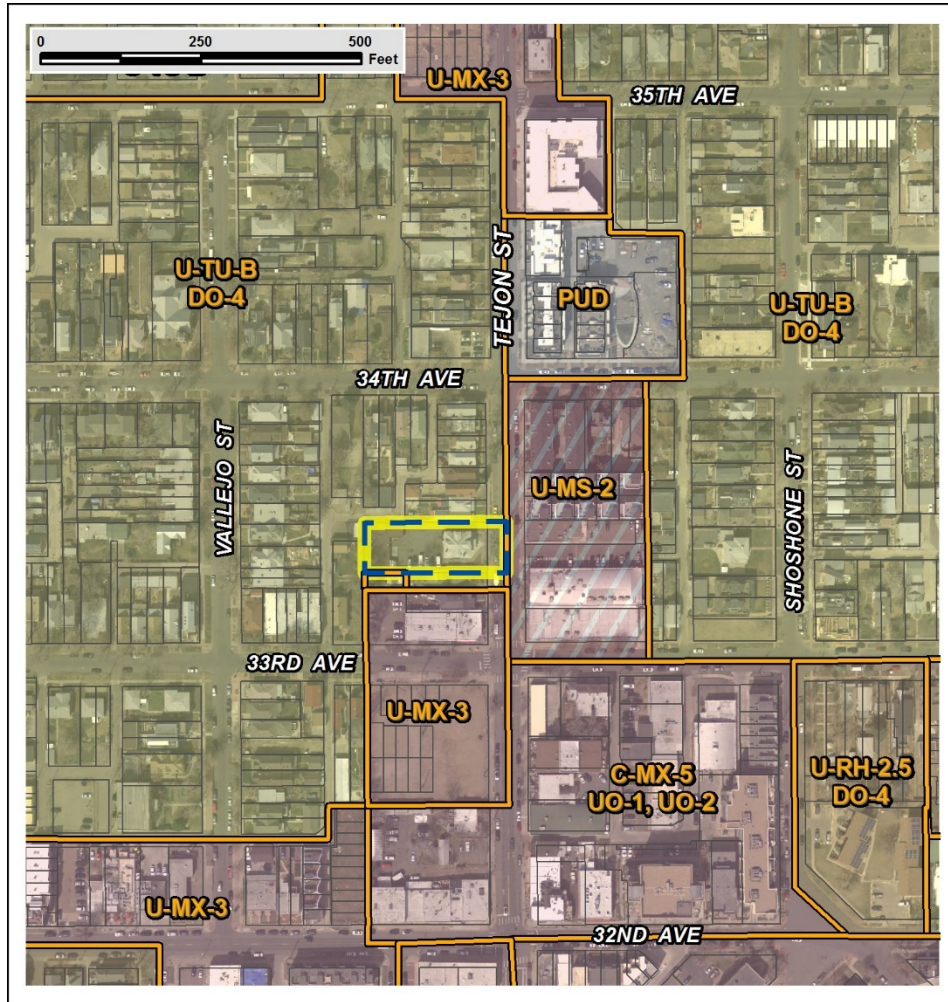 0 250 500
Feet
U-MX-3
35TH AVE
TEJON ST
U-TU-B
DO-4
PUD
U-TU-B
DO-4
34TH AVE
VALLEJO ST
U-MS-2
SHOSHONE ST
33RD AVE
U-MX-3
C-MX-5
UO-1, UO-2
U-RH-2.5
DO-4
U-MX-3
32ND AVE